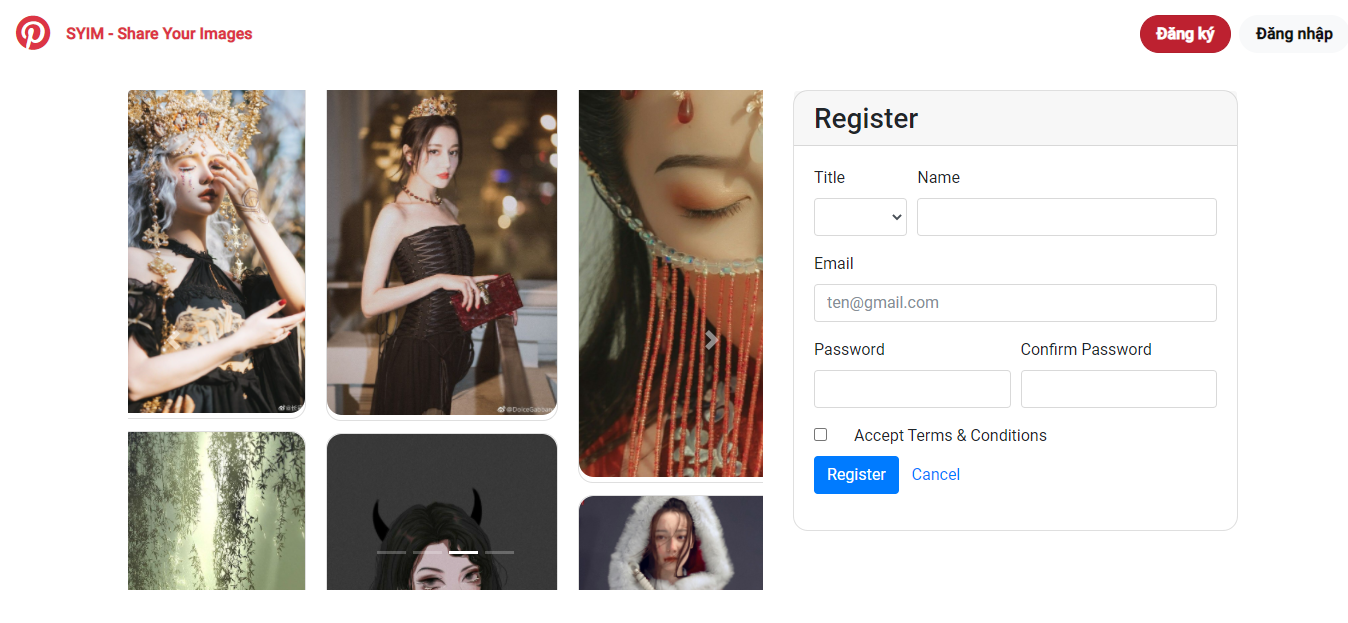 SYIM - Share Your Images
Đăng ký
Đăng nhập
Register
Title
Name
Email
ten@gmail.com
Password
Confirm Password
Accept Terms & Conditions
Register
Cancel